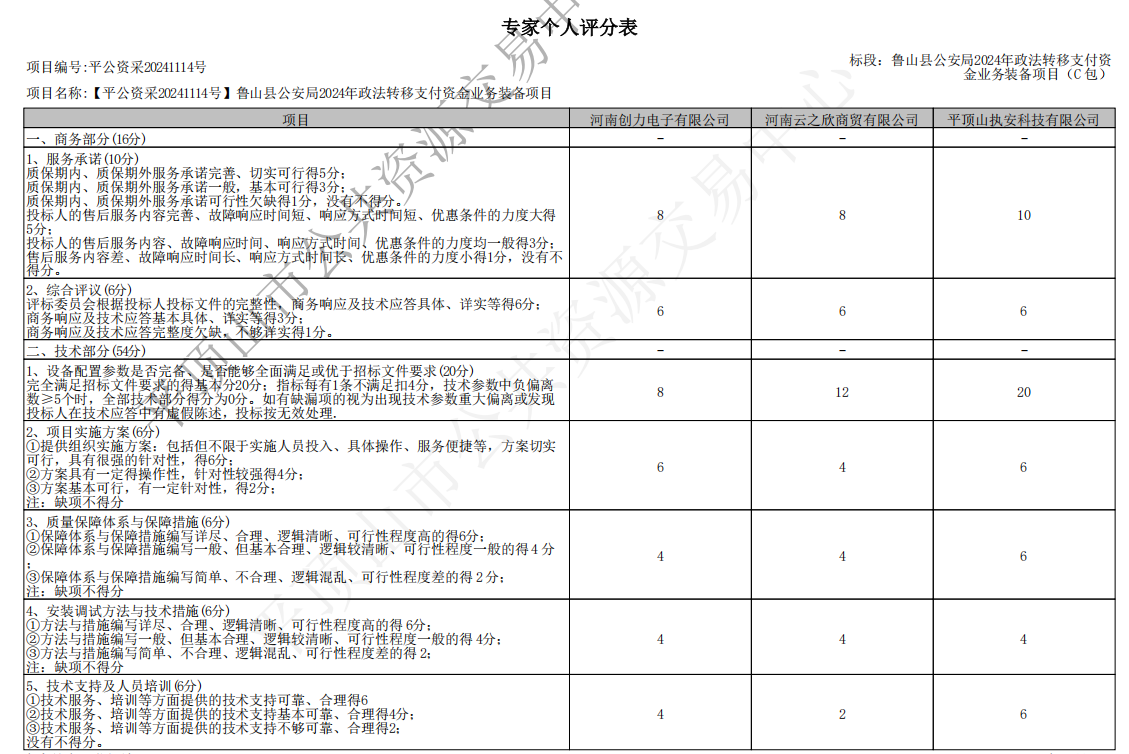 专家个人评分表
项目编号:平公资采20241114号
标段：鲁山县公安局2024年政法转移支付资
金业务装备项目（C包）
项目名称:【平公资采20241114号】鲁山县公安局2024年政法转移支付资金业务装备项目
项目 河南创力电子有限公司 河南云之欣商贸有限公司 平顶山执安科技有限公司
一、商务部分(16分) - - -
1、服务承诺(10分)
质保期内、质保期外服务承诺完善、切实可行得5分；
质保期内、质保期外服务承诺一般，基本可行得3分；
质保期内、质保期外服务承诺可行性欠缺得1分，没有不得分。
投标人的售后服务内容完善、故障响应时间短、响应方式时间短、优惠条件的力度大得
5分；
投标人的售后服务内容、故障响应时间、响应方式时间、优惠条件的力度均一般得3分；
售后服务内容差、故障响应时间长、响应方式时间长、优惠条件的力度小得1分，没有不
得分。
8 8 10
2、综合评议(6分)
评标委员会根据投标人投标文件的完整性，商务响应及技术应答具体、详实等得6分；
商务响应及技术应答基本具体、详实等得3分；
商务响应及技术应答完整度欠缺，不够详实得1分。
6 6 6
二、技术部分(54分) - - -
1、设备配置参数是否完备、是否能够全面满足或优于招标文件要求(20分)
完全满足招标文件要求的得基本分20分；指标每有1条不满足扣4分，技术参数中负偏离
数≥5个时，全部技术部分得分为0分。如有缺漏项的视为出现技术参数重大偏离或发现
投标人在技术应答中有虚假陈述，投标按无效处理.
8 12 20
2、项目实施方案(6分)
①提供组织实施方案：包括但不限于实施人员投入、具体操作、服务便捷等，方案切实
可行，具有很强的针对性，得6分；
②方案具有一定得操作性，针对性较强得4分；
③方案基本可行，有一定针对性，得2分；
注：缺项不得分
6 4 6
3、质量保障体系与保障措施(6分)
①保障体系与保障措施编写详尽、合理、逻辑清晰、可行性程度高的得6分；
②保障体系与保障措施编写一般、但基本合理、逻辑较清晰、可行性程度一般的得 4 分
；
③保障体系与保障措施编写简单、不合理、逻辑混乱、可行性程度差的得 2 分；
注：缺项不得分
4 4 6
4、安装调试方法与技术措施(6分)
①方法与措施编写详尽、合理、逻辑清晰、可行性程度高的得 6分；
②方法与措施编写一般、但基本合理、逻辑较清晰、可行性程度一般的得 4分；
③方法与措施编写简单、不合理、逻辑混乱、可行性程度差的得 2；
注：缺项不得分
4 4 4
5、技术支持及人员培训(6分)
①技术服务、培训等方面提供的技术支持可靠、合理得6
②技术服务、培训等方面提供的技术支持基本可靠、合理得4分；
③技术服务、培训等方面提供的技术支持不够可靠、合理得2；
没有不得分。
4 2 6
平顶山市公共资源交易中心
平顶山市公共资源交易中心